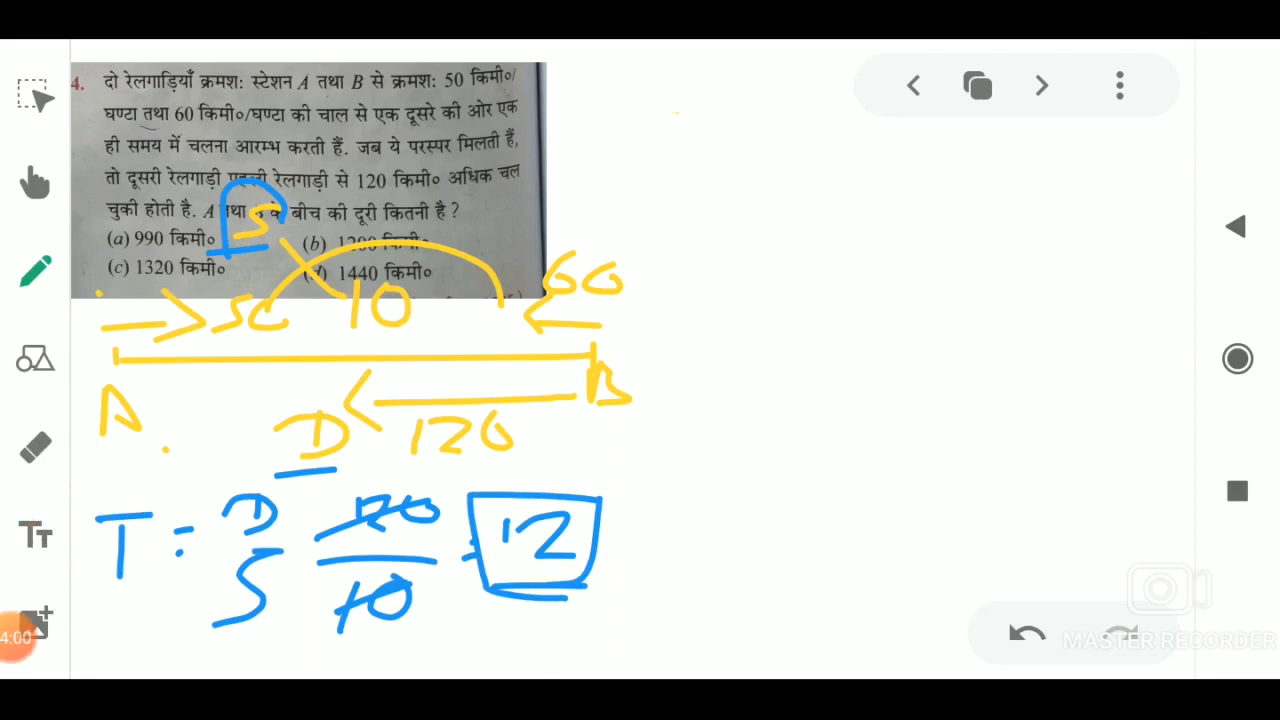 4. दो रेलगाड़ियाँ क्रमश: स्टेशन A तथा B से क्रमश: 50 किमी०/
घण्टा तथा 60 किमी०/घण्टा की चाल से एक दूसरे की ओर एक
ही समय में चलना आरम्भ करती हैं. जब ये परस्पर मिलती हैं,
तो दूसरी रेलगाड़ी पहली रेलगाड़ी से 120 किमी० अधिक चल
चुकी होती है. A तथा के बीच की दूरी कितनी है ?
S
(a) 990 किमी० (b) 1200 किमी०
(c) 1320 किमी० (d) 1440 किमी०
50 10 60
A B
D 120
T = D/S 120/10 = 12
Tт
4:00
MASTER RECORDER